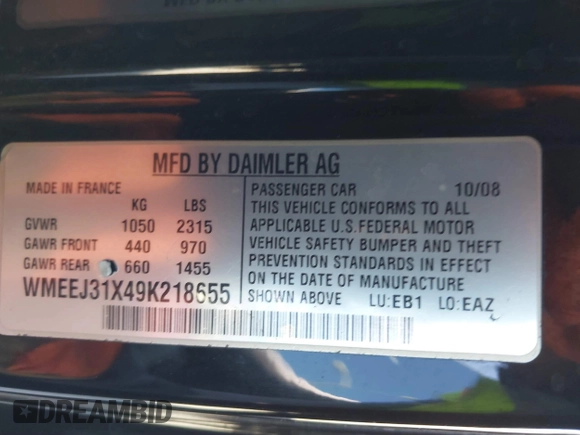 MFD BY DAIMLER AG
MADE IN FRANCE
KG LBS
GVWR 1050 2315
GAWR FRONT 440 970
GAWR REAR 660 1455
WMEEJ31X49K218655
PASSENGER CAR 10/08
THIS VEHICLE CONFORMS TO ALL
APPLICABLE U.S. FEDERAL MOTOR
VEHICLE SAFETY BUMPER AND THEFT
PREVENTION STANDARDS IN EFFECT
ON THE DATE OF MANUFACTURE
SHOWN ABOVE LU:EB1 LO:EAZ
DREAMBID